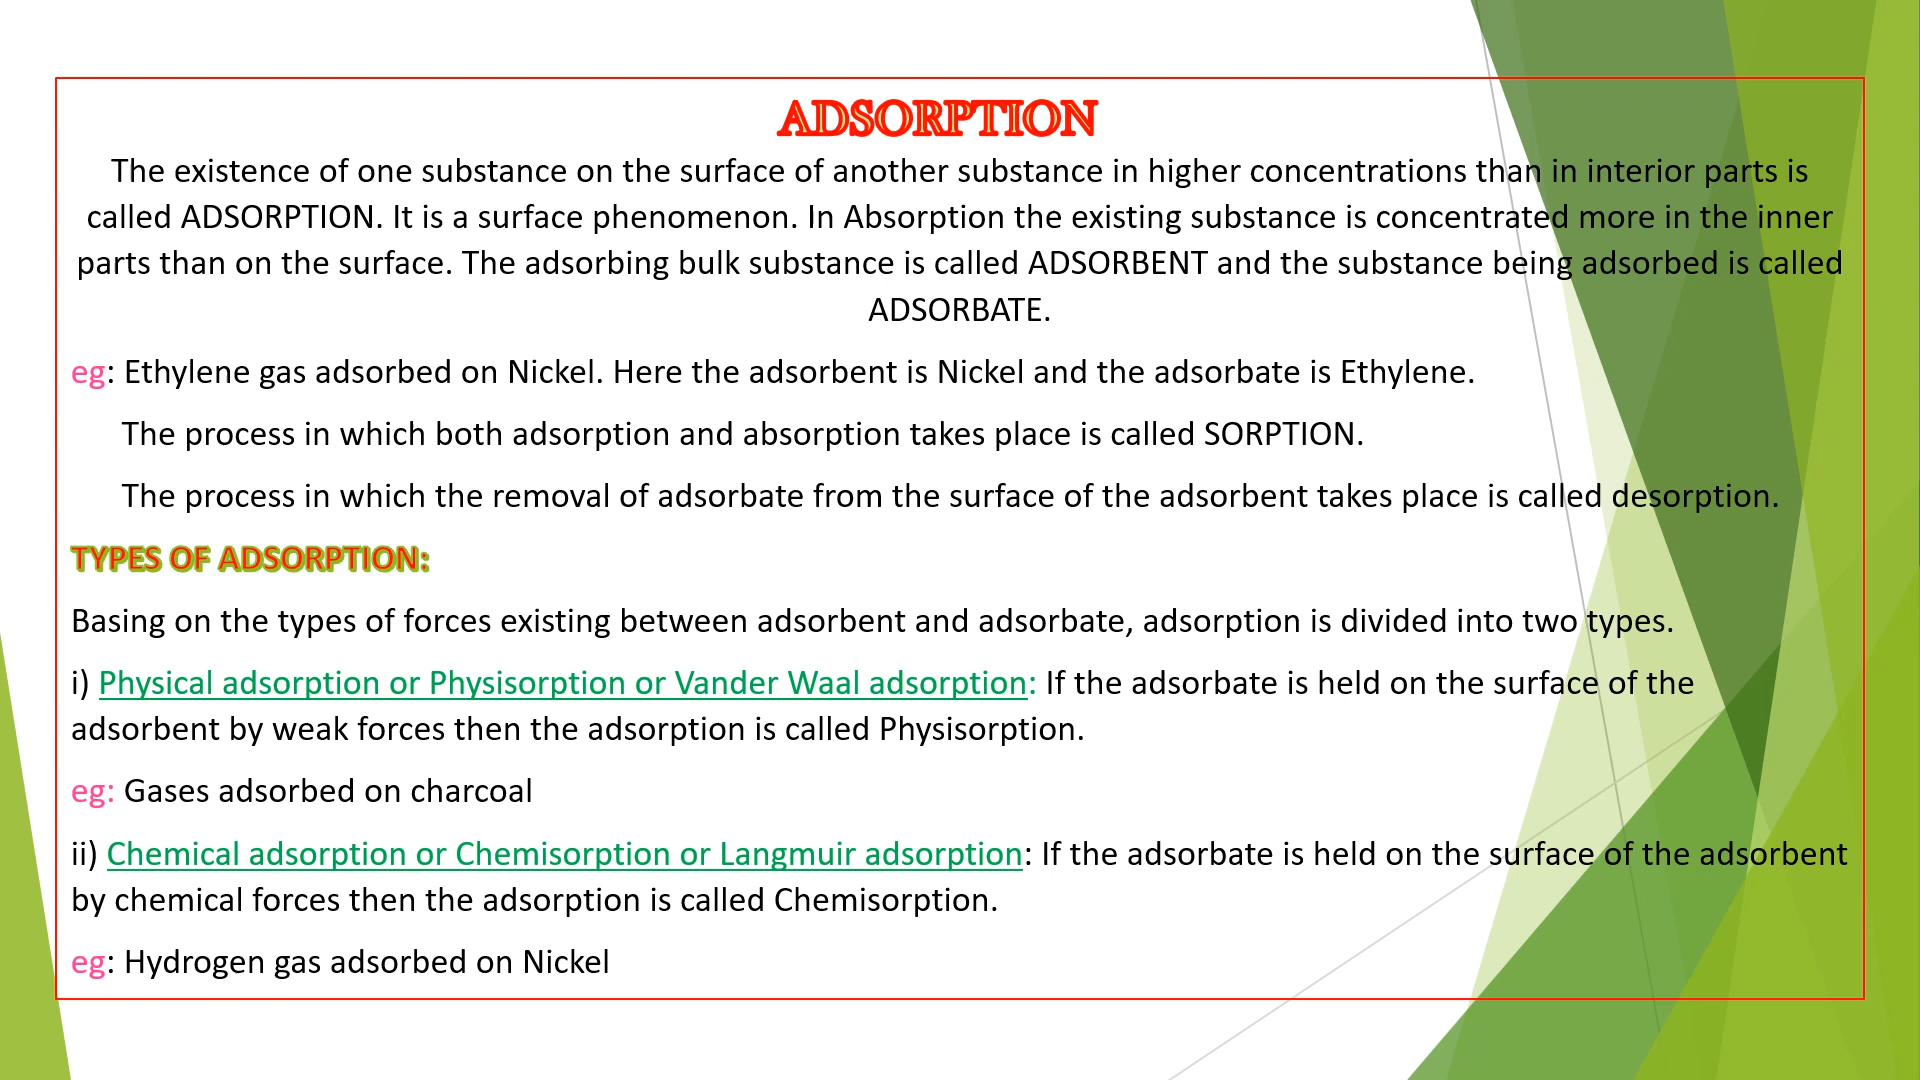 ADSORPTION
The existence of one substance on the surface of another substance in higher concentrations than in interior parts is
called ADSORPTION. It is a surface phenomenon. In Absorption the existing substance is concentrated more in the inner
parts than on the surface. The adsorbing bulk substance is called ADSORBENT and the substance being adsorbed is called
ADSORBATE.
eg: Ethylene gas adsorbed on Nickel. Here the adsorbent is Nickel and the adsorbate is Ethylene.
The process in which both adsorption and absorption takes place is called SORPTION.
The process in which the removal of adsorbate from the surface of the adsorbent takes place is called desorption.
TYPES OF ADSORPTION:
Basing on the types of forces existing between adsorbent and adsorbate, adsorption is divided into two types.
i) Physical adsorption or Physisorption or Vander Waal adsorption: If the adsorbate is held on the surface of the
adsorbent by weak forces then the adsorption is called Physisorption.
eg: Gases adsorbed on charcoal
ii) Chemical adsorption or Chemisorption or Langmuir adsorption: If the adsorbate is held on the surface of the adsorbent
by chemical forces then the adsorption is called Chemisorption.
eg: Hydrogen gas adsorbed on Nickel